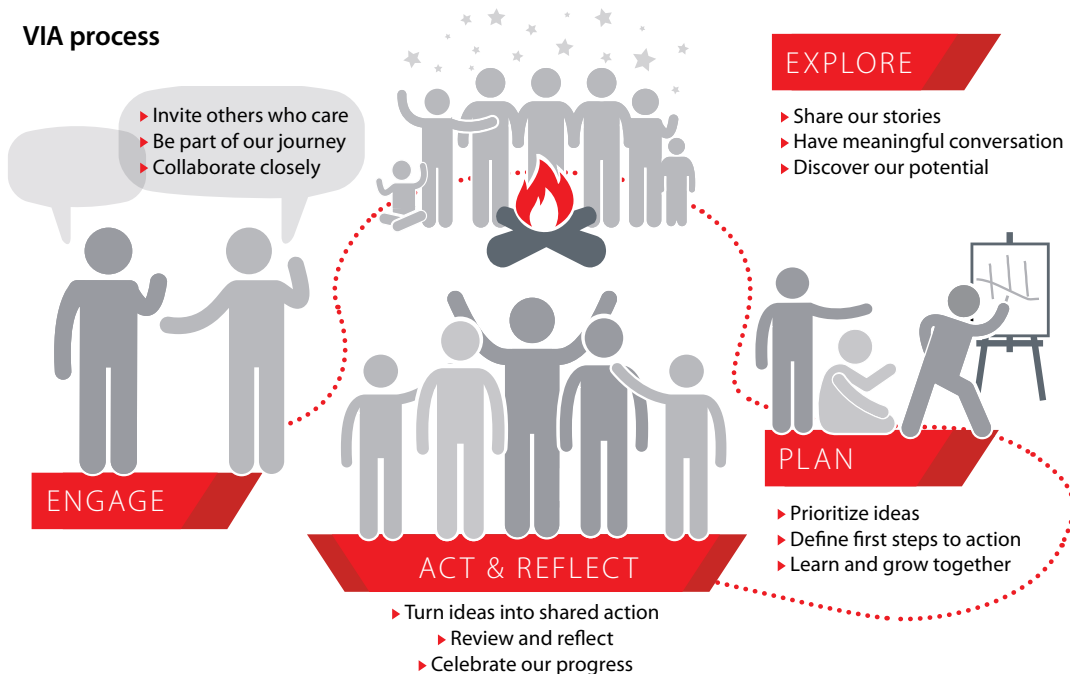 VIA process
Invite others who care
Be part of our journey
Collaborate closely
ENGAGE
EXPLORE
Share our stories
Have meaningful conversation
Discover our potential
PLAN
Prioritize ideas
Define first steps to action
Learn and grow together
ACT & REFLECT
Turn ideas into shared action
Review and reflect
Celebrate our progress